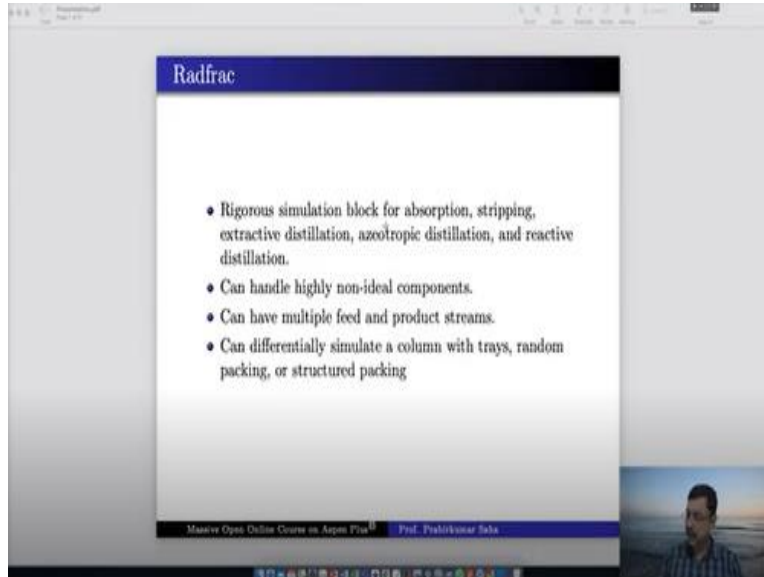 Presentation.pdf
Radfrac
Rigorous simulation block for absorption, stripping,
extractive distillation, azeotropic distillation, and reactive
distillation.
Can handle highly non-ideal components.
Can have multiple feed and product streams.
Can differentially simulate a column with trays, random
packing, or structured packing
Massive Open Online Course on Aspen Plus®
Prof. Prabirkumar Saha